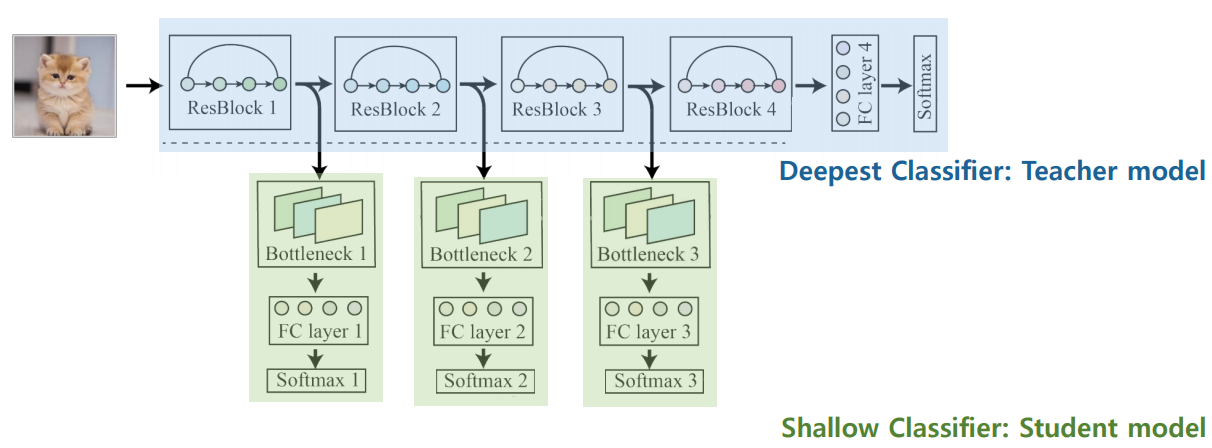 ResBlock 1
ResBlock 2
ResBlock 3
ResBlock 4
FC layer 4
Softmax
Deepest Classifier: Teacher model
Bottleneck 1
Bottleneck 2
Bottleneck 3
FC layer 1
FC layer 2
FC layer 3
Softmax 1
Softmax 2
Softmax 3
Shallow Classifier: Student model